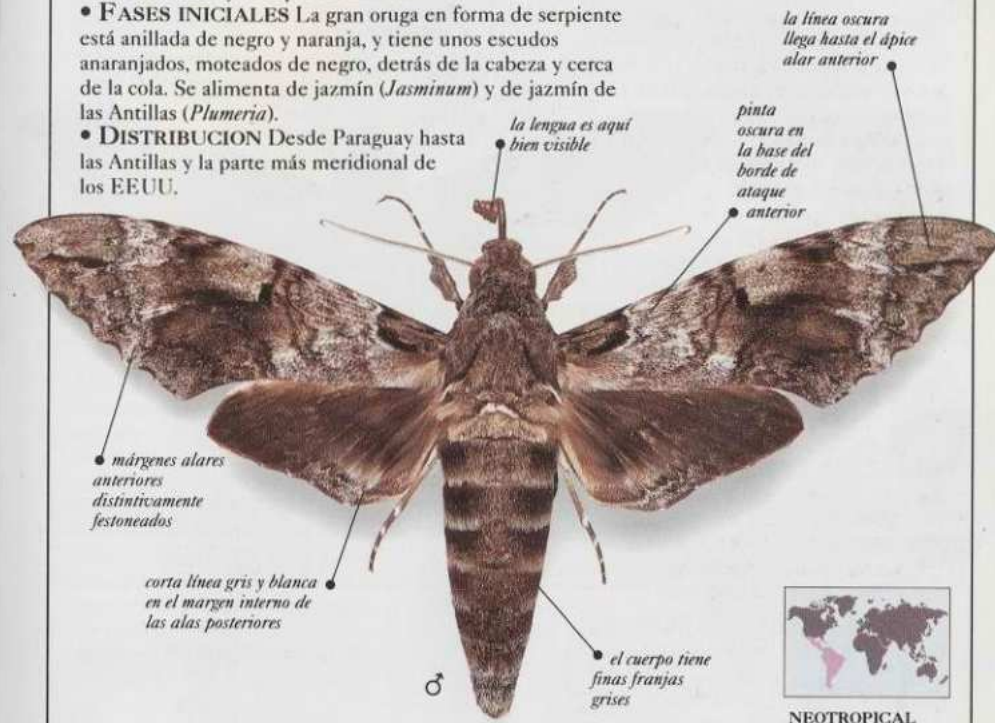 • FASES INICIALES La gran oruga en forma de serpiente
está anillada de negro y naranja, y tiene unos escudos
anaranjados, moteados de negro, detrás de la cabeza y cerca
de la cola. Se alimenta de jazmín (Jasminum) y de jazmín de
las Antillas (Plumeria).
• DISTRIBUCION Desde Paraguay hasta
las Antillas y la parte más meridional de
los EEUU.
la lengua es aquí
bien visible
pinta
oscura en
la base del
borde de
ataque
anterior
la línea oscura
llega hasta el ápice
alar anterior
márgenes alares
anteriores
distintivamente
festoneados
corta línea gris y blanca
en el margen interno de
las alas posteriores
el cuerpo tiene
finas franjas
grises
♂
NEOTROPICAL